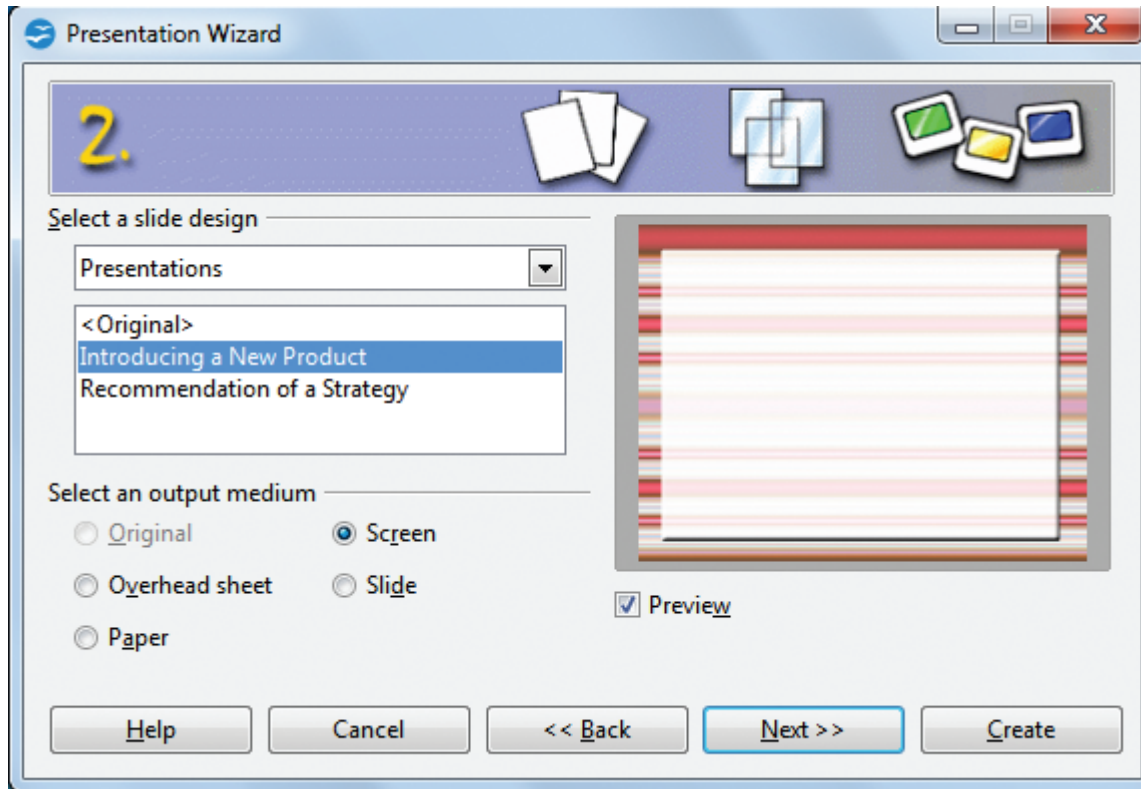 Presentation Wizard
2.
Select a slide design
Presentations
<Original>
Introducing a New Product
Recommendation of a Strategy
Select an output medium
Original
Screen
Overhead sheet
Slide
Paper
Preview
Help
Cancel
<< Back
Next >>
Create